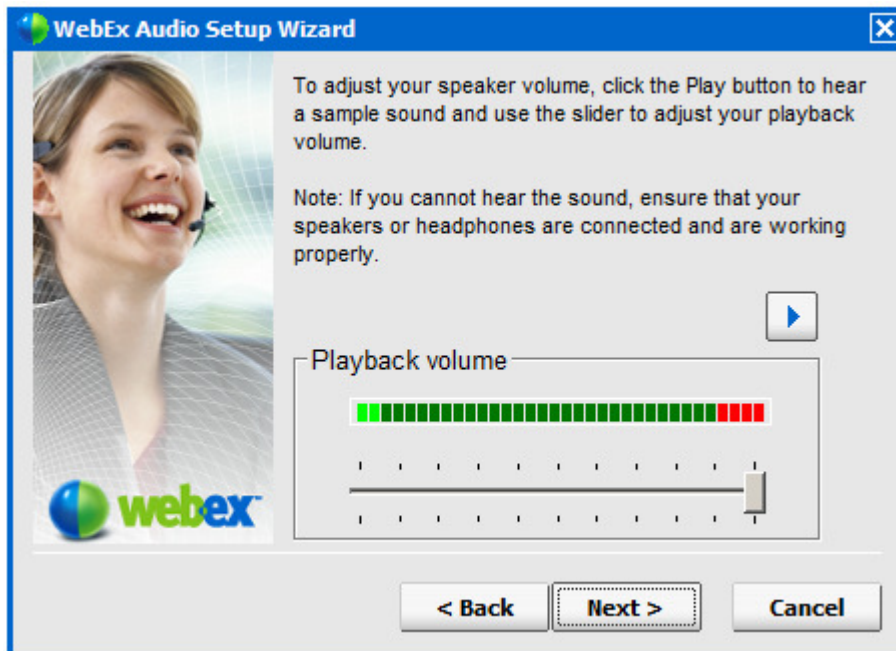 WebEx Audio Setup Wizard
To adjust your speaker volume, click the Play button to hear
a sample sound and use the slider to adjust your playback
volume.
Note: If you cannot hear the sound, ensure that your
speakers or headphones are connected and are working
properly.
Playback volume
webex™
< Back
Next >
Cancel